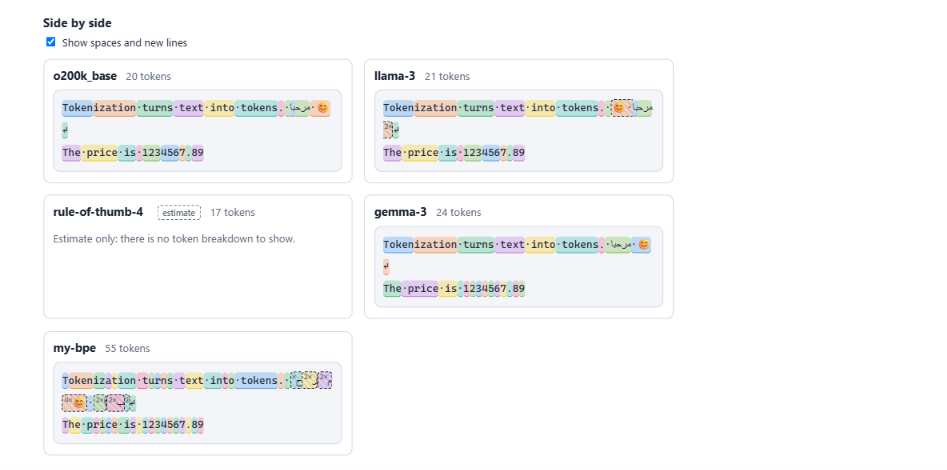 Side by side
Show spaces and new lines
o200k_base 20 tokens
Tokenization·turns·text·into·tokens.·مرحبا·😊
↵
The·price·is·1234567.89
llama-3 21 tokens
Tokenization·turns·text·into·tokens.·مرحبا·😊
↵
The·price·is·1234567.89
rule-of-thumb-4 estimate 17 tokens
Estimate only: there is no token breakdown to show.
gemma-3 24 tokens
Tokenization·turns·text·into·tokens.·مرحبا·😊
↵
The·price·is·1234567.89
my-bpe 55 tokens
Tokenization·turns·text·into·tokens.·
😊
↵
The·price·is·1234567.89